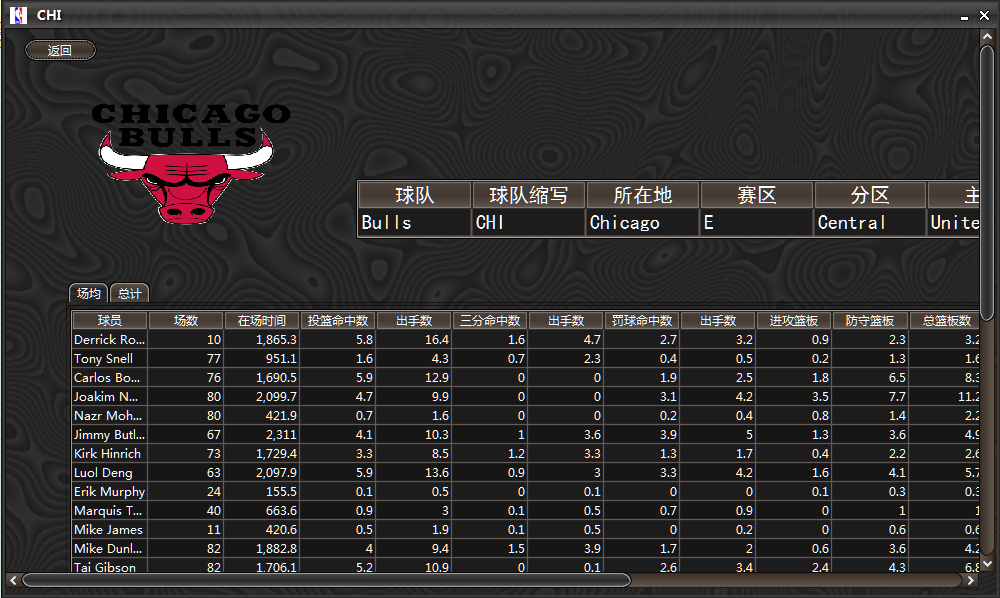 CHI
返回
CHICAGO
BULLS
球队 球队缩写 所在地 赛区 分区 主
Bulls CHI Chicago E Central Unite
场均 总计
球员 场数 在场时间 投篮命中数 出手数 三分命中数 出手数 罚球命中数 出手数 进攻篮板 防守篮板 总篮板数
Derrick Ro... 10 1,865.3 5.8 16.4 1.6 4.7 2.7 3.2 0.9 2.3 3.2
Tony Snell 77 951.1 1.6 4.3 0.7 2.3 0.4 0.5 0.2 1.3 1.6
Carlos Bo... 76 1,690.5 5.9 12.9 0 0 1.9 2.5 1.8 6.5 8.3
Joakim N... 80 2,099.7 4.7 9.9 0 0 3.1 4.2 3.5 7.7 11.2
Nazr Moh... 80 421.9 0.7 1.6 0 0 0.2 0.4 0.8 1.4 2.2
Jimmy Butl... 67 2,311 4.1 10.3 1 3.6 3.9 5 1.3 3.6 4.9
Kirk Hinrich 73 1,729.4 3.3 8.5 1.2 3.3 1.3 1.7 0.4 2.2 2.6
Luol Deng 63 2,097.9 5.9 13.6 0.9 3 3.3 4.2 1.6 4.1 5.7
Erik Murphy 24 155.5 0.1 0.5 0 0.1 0 0 0.1 0.3 0.3
Marquis T... 40 663.6 0.9 3 0.1 0.5 0.7 0.9 0 1 1
Mike James 11 420.6 0.5 1.9 0.1 0.5 0 0.2 0 0.6 0.6
Mike Dunl... 82 1,882.8 4 9.4 1.5 3.9 1.7 2 0.6 3.6 4.2
Taj Gibson 82 1,706.1 5.2 10.9 0 0.1 2.6 3.4 2.4 4.3 6.8